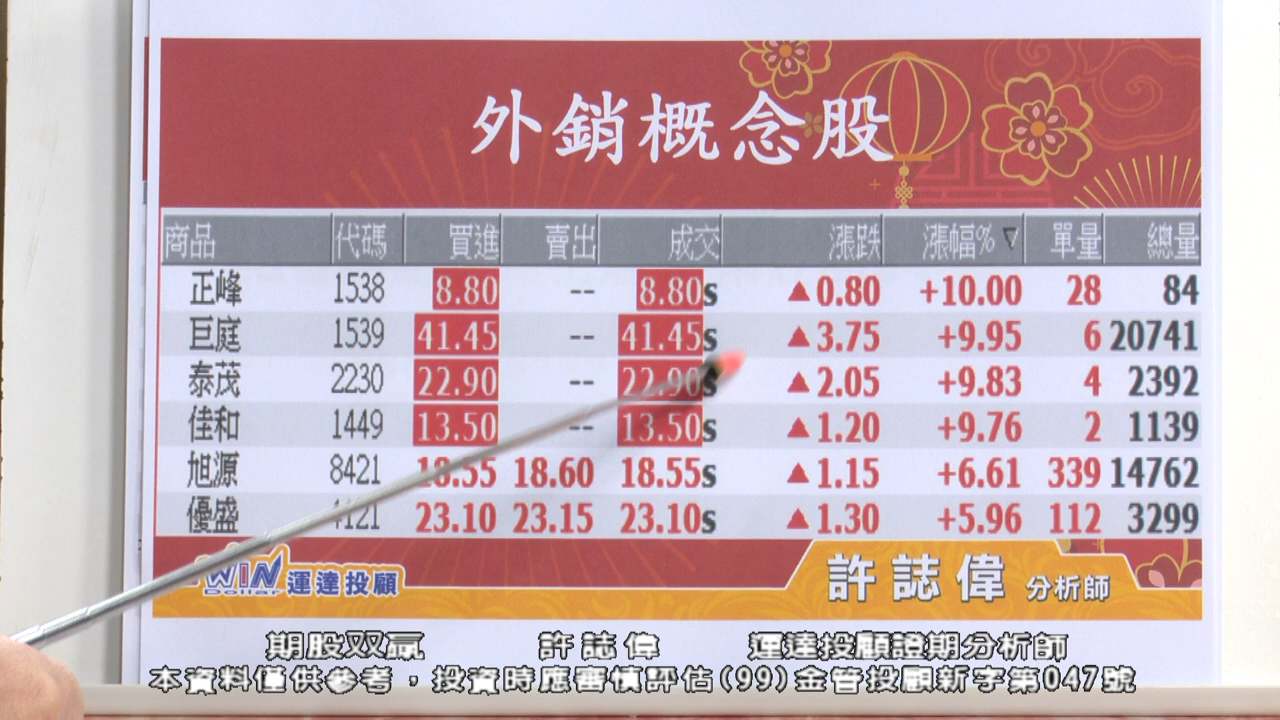 外銷概念股
商品 代碼 買進 賣出 成交 漲跌 漲幅%▽ 單量 總量
正峰 1538 8.80 -- 8.80s ▲0.80 +10.00 28 84
巨庭 1539 41.45 -- 41.45s ▲3.75 +9.95 6 20741
泰茂 2230 22.90 -- 22.90s ▲2.05 +9.83 4 2392
佳和 1449 13.50 -- 13.50s ▲1.20 +9.76 2 1139
旭源 8421 18.55 18.60 18.55s ▲1.15 +6.61 339 14762
優盛 4121 23.10 23.15 23.10s ▲1.30 +5.96 112 3299
WIN Dollar 運達投顧 許誌偉 分析師
期股双贏 許誌偉 運達投顧證期分析師
本資料僅供參考，投資時應審慎評估(99)金管投顧新字第047號